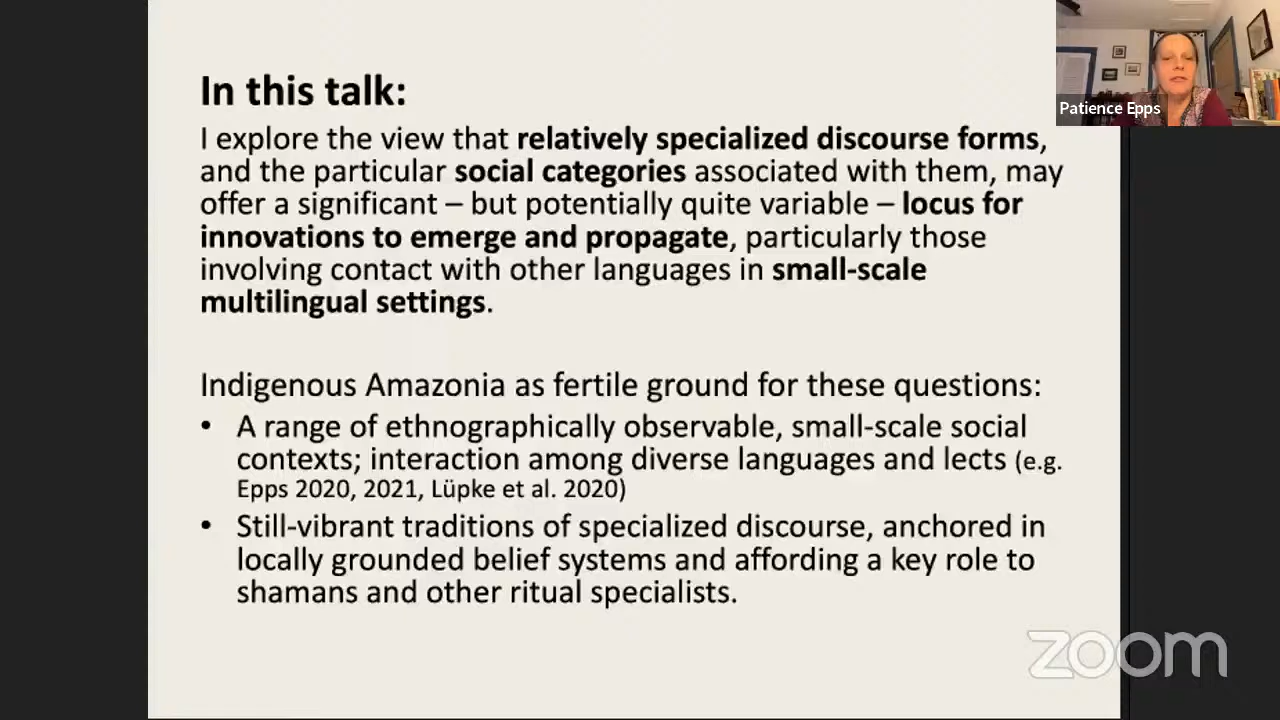 In this talk:
I explore the view that relatively specialized discourse forms,
and the particular social categories associated with them, may
offer a significant – but potentially quite variable – locus for
innovations to emerge and propagate, particularly those
involving contact with other languages in small-scale
multilingual settings.
Indigenous Amazonia as fertile ground for these questions:
• A range of ethnographically observable, small-scale social
contexts; interaction among diverse languages and lects (e.g.
Epps 2020, 2021, Lüpke et al. 2020)
• Still-vibrant traditions of specialized discourse, anchored in
locally grounded belief systems and affording a key role to
shamans and other ritual specialists.
Patience Epps
zoom